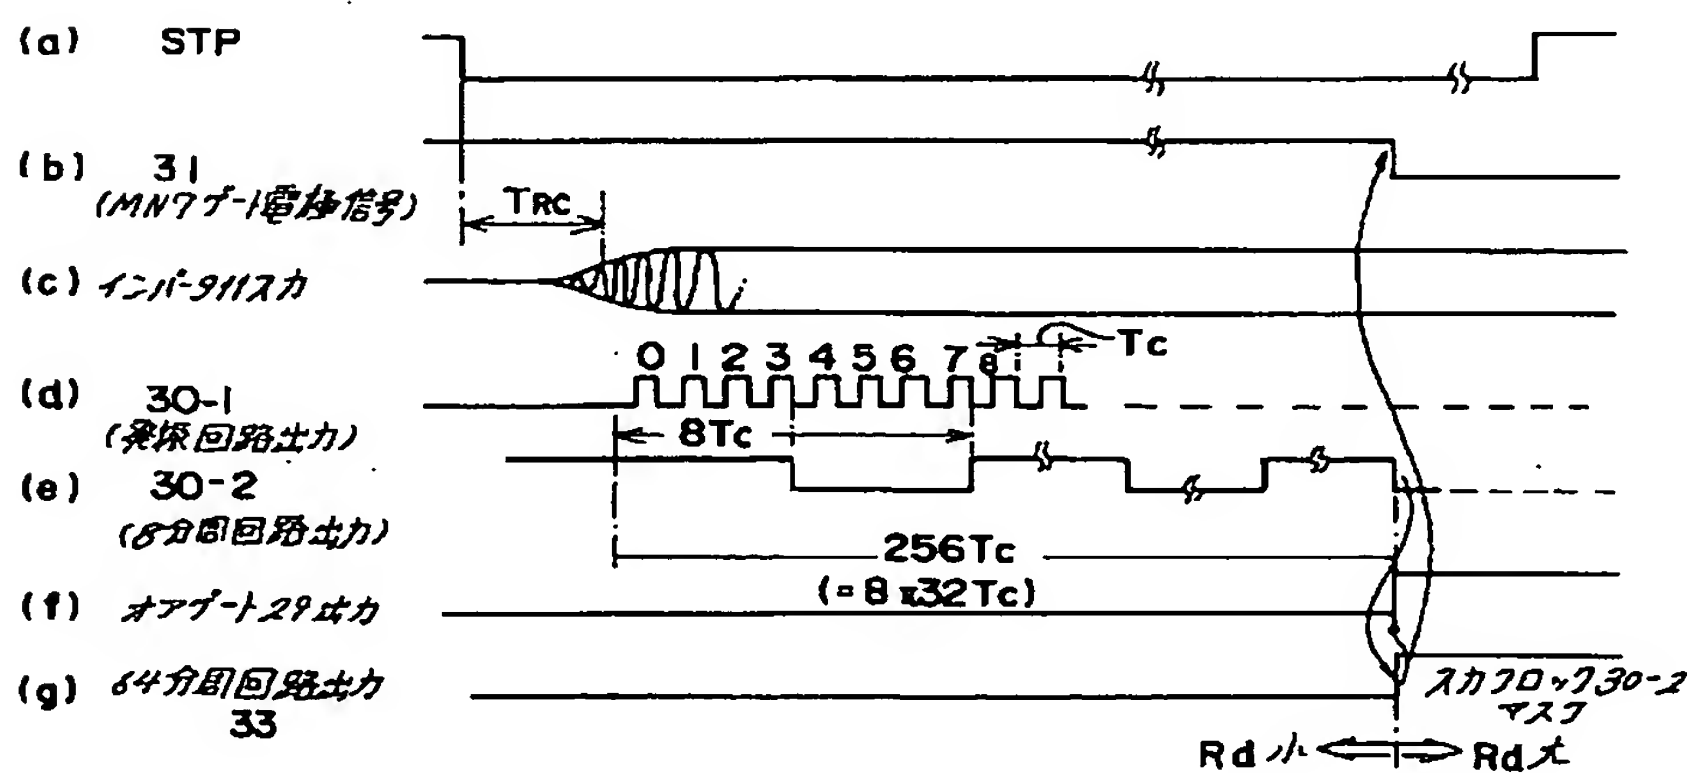 (a) STP
(b) 31
(MN7ゲート電極信号)
TRC
(c) インバータ11入力
0 1 2 3 4 5 6 7 8
Tc
(d) 30-1
(発振回路出力)
8Tc
(e) 30-2
(8分周回路出力)
256Tc
(=8x32Tc)
(f) オアゲート29出力
(g) 64分周回路出力
33
入力クロック30-2
マスク
Rd小 Rd大